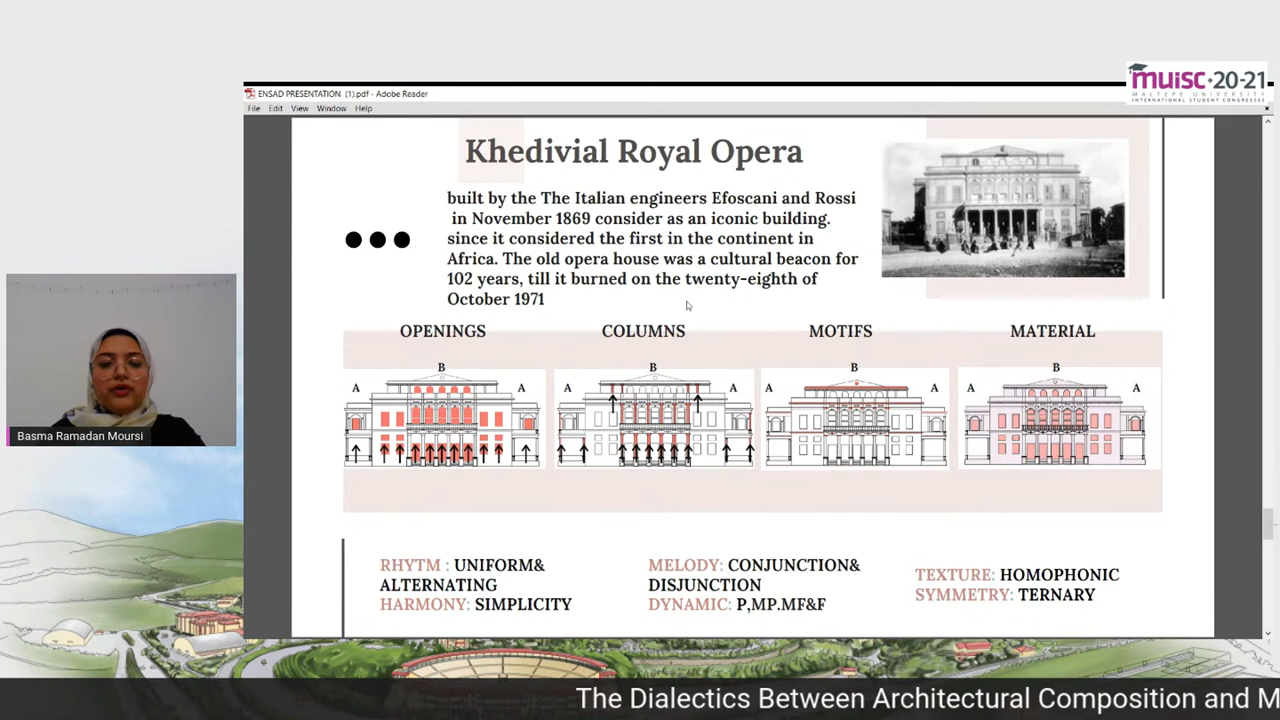 muisc·20-21
MALTEPE UNIVERSITY
INTERNATIONAL STUDENT CONGRESSES
ENSAD PRESENTATION (1).pdf - Adobe Reader
File Edit View Window Help
Khedivial Royal Opera
built by the The Italian engineers Efoscani and Rossi
in November 1869 consider as an iconic building.
since it considered the first in the continent in
Africa. The old opera house was a cultural beacon for
102 years, till it burned on the twenty-eighth of
October 1971
OPENINGS COLUMNS MOTIFS MATERIAL
B B B B
A A A A A A A A
Basma Ramadan Moursi
RHYTM : UNIFORM&
ALTERNATING
HARMONY: SIMPLICITY
MELODY: CONJUNCTION&
DISJUNCTION
DYNAMIC: P,MP.MF&F
TEXTURE: HOMOPHONIC
SYMMETRY: TERNARY
The Dialectics Between Architectural Composition and M